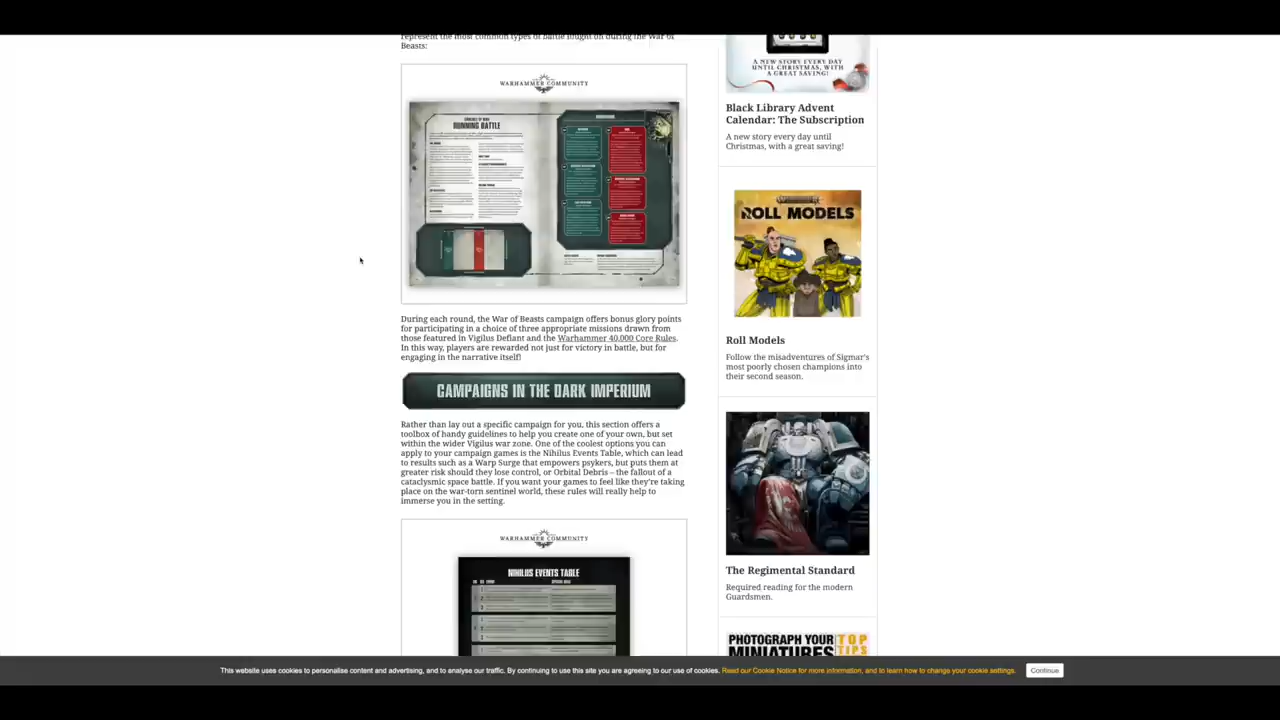 represent the most common types of battle fought on during the War of
Beasts:
WARHAMMER COMMUNITY
RUNNING BATTLE
During each round, the War of Beasts campaign offers bonus glory points
for participating in a choice of three appropriate missions drawn from
those featured in Vigilus Defiant and the Warhammer 40,000 Core Rules.
In this way, players are rewarded not just for victory in battle, but for
engaging in the narrative itself!
CAMPAIGNS IN THE DARK IMPERIUM
Rather than lay out a specific campaign for you, this section offers a
toolbox of handy guidelines to help you create one of your own, but set
within the wider Vigilus war zone. One of the coolest options you can
apply to your campaign games is the Nihilus Events Table, which can lead
to results such as a Warp Surge that empowers psykers, but puts them at
greater risk should they lose control, or Orbital Debris – the fallout of a
cataclysmic space battle. If you want your games to feel like they're taking
place on the war-torn sentinel world, these rules will really help to
immerse you in the setting.
WARHAMMER COMMUNITY
NIHILUS EVENTS TABLE
A NEW STORY EVERY DAY
UNTIL CHRISTMAS, WITH
A GREAT SAVING!
Black Library Advent
Calendar: The Subscription
A new story every day until
Christmas, with a great saving!
ROLL MODELS
Roll Models
Follow the misadventures of Sigmar's
most poorly chosen champions into
their second season.
The Regimental Standard
Required reading for the modern
Guardsmen.
PHOTOGRAPH YOUR TOP
MINIATURES TIPS
This website uses cookies to personalise content and advertising, and to analyse our traffic. By continuing to use this site you are agreeing to our use of cookies. Read our Cookie Notice for more information, and to learn how to change your cookie settings. Continue